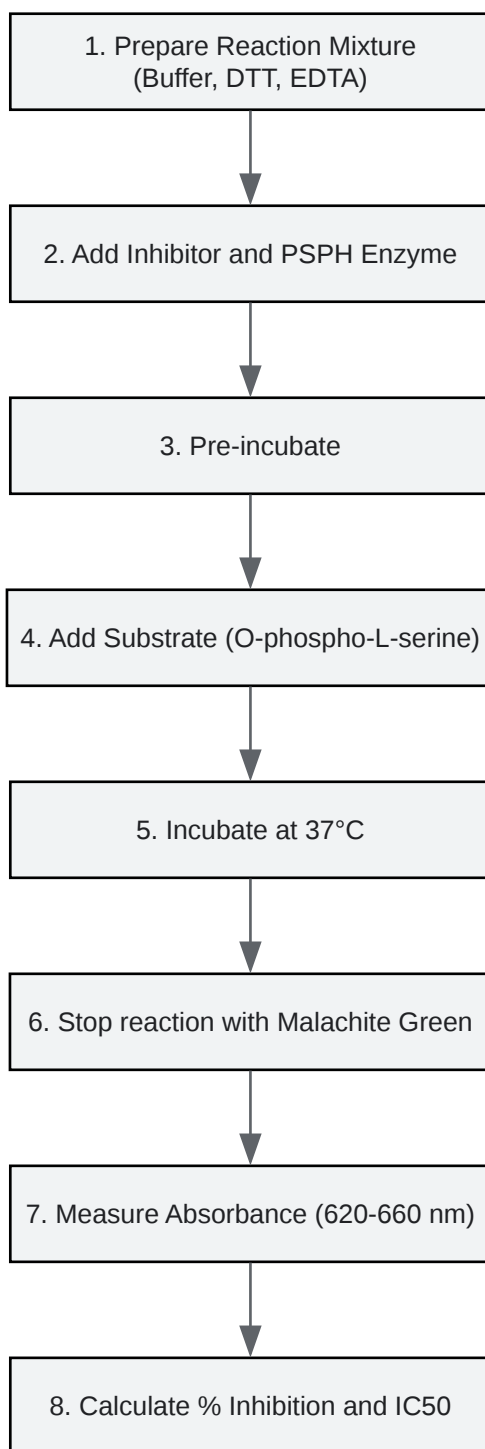 1. Prepare Reaction Mixture
(Buffer, DTT, EDTA)
2. Add Inhibitor and PSPH Enzyme
3. Pre-incubate
4. Add Substrate (O-phospho-L-serine)
5. Incubate at 37°C
6. Stop reaction with Malachite Green
7. Measure Absorbance (620-660 nm)
8. Calculate % Inhibition and IC50